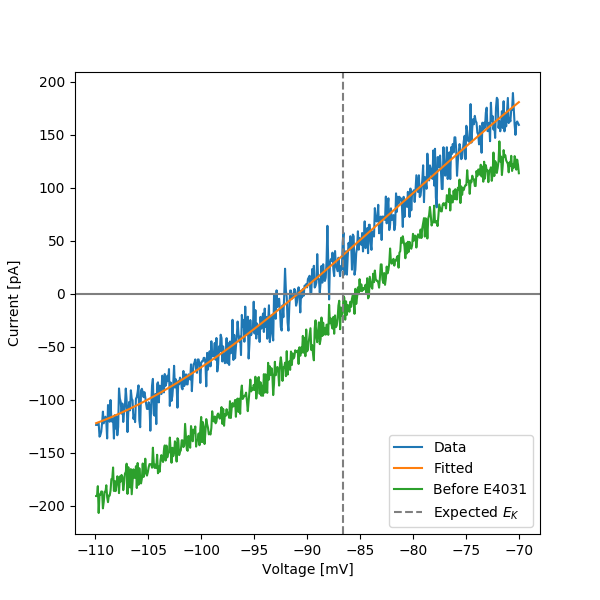 200
150
100
50
0
−50
−100
−150
−200
Current [pA]
−110 −105 −100 −95 −90 −85 −80 −75 −70
Voltage [mV]
Data
Fitted
Before E4031
Expected E_K